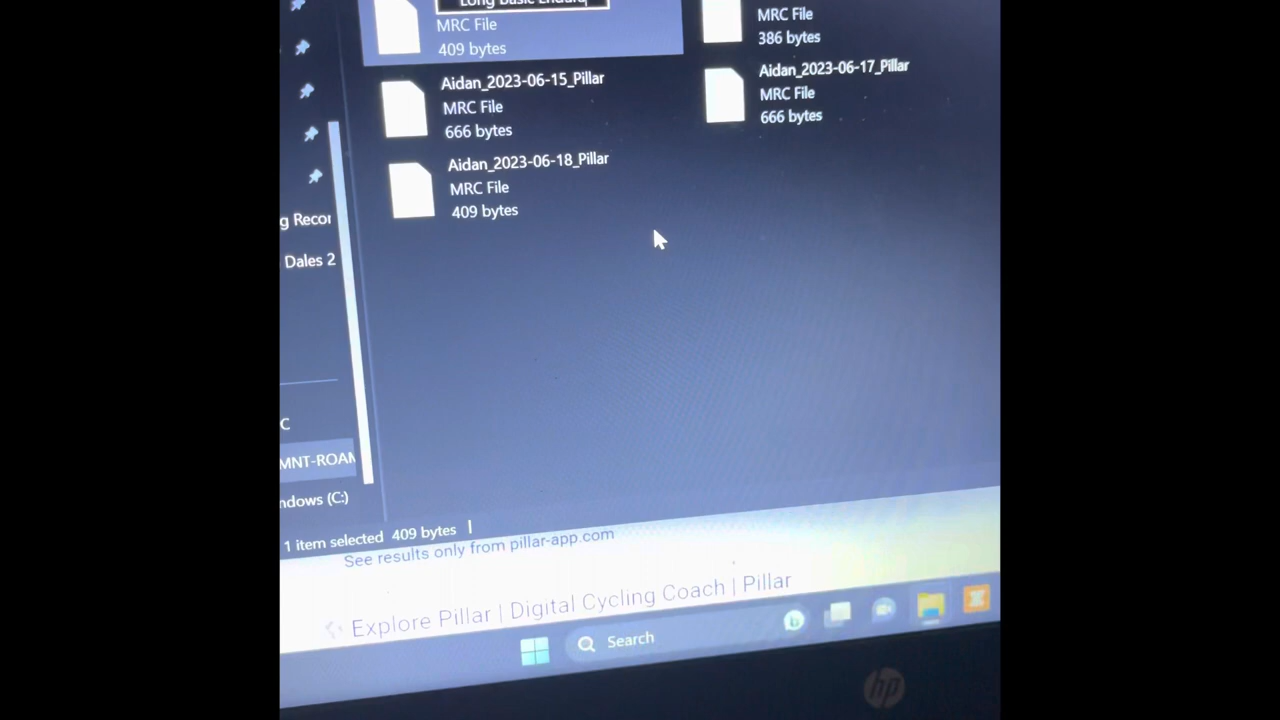 Long Basic Endura
MRC File
409 bytes
MRC File
386 bytes
Aidan_2023-06-15_Pillar
MRC File
666 bytes
Aidan_2023-06-17_Pillar
MRC File
666 bytes
Aidan_2023-06-18_Pillar
MRC File
409 bytes
g Recor
Dales 2
C
MNT-ROAM
ndows (C:)
1 item selected 409 bytes
See results only from pillar-app.com
Explore Pillar | Digital Cycling Coach | Pillar
Search
hp